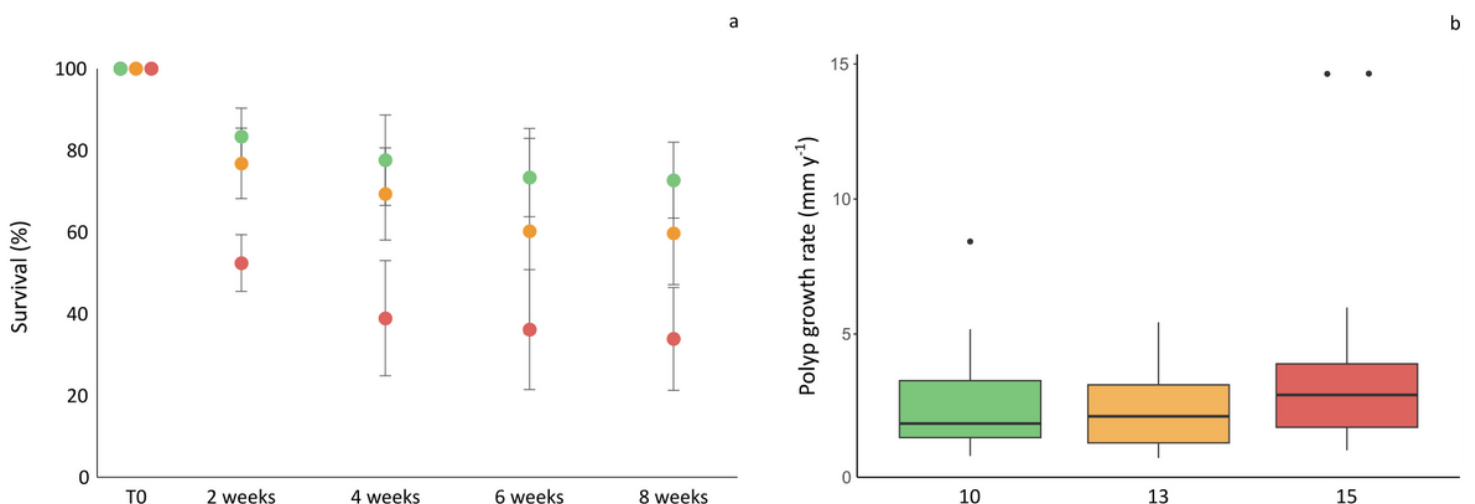 a
Survival (%)
100
80
60
40
20
0
T0 2 weeks 4 weeks 6 weeks 8 weeks
b
Polyp growth rate (mm y⁻¹)
15
10
5
0
10 13 15